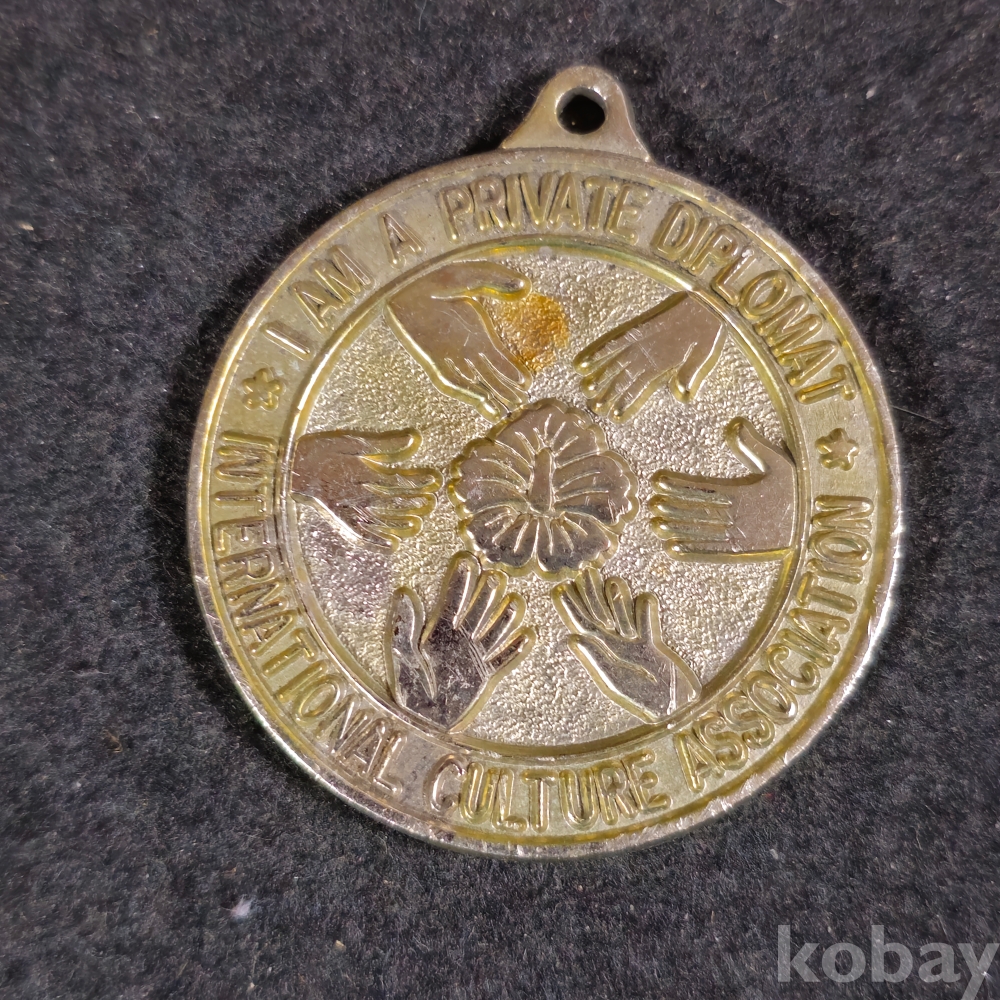 I AM A PRIVATE DIPLOMAT
INTERNATIONAL CULTURE ASSOCIATION
kobay